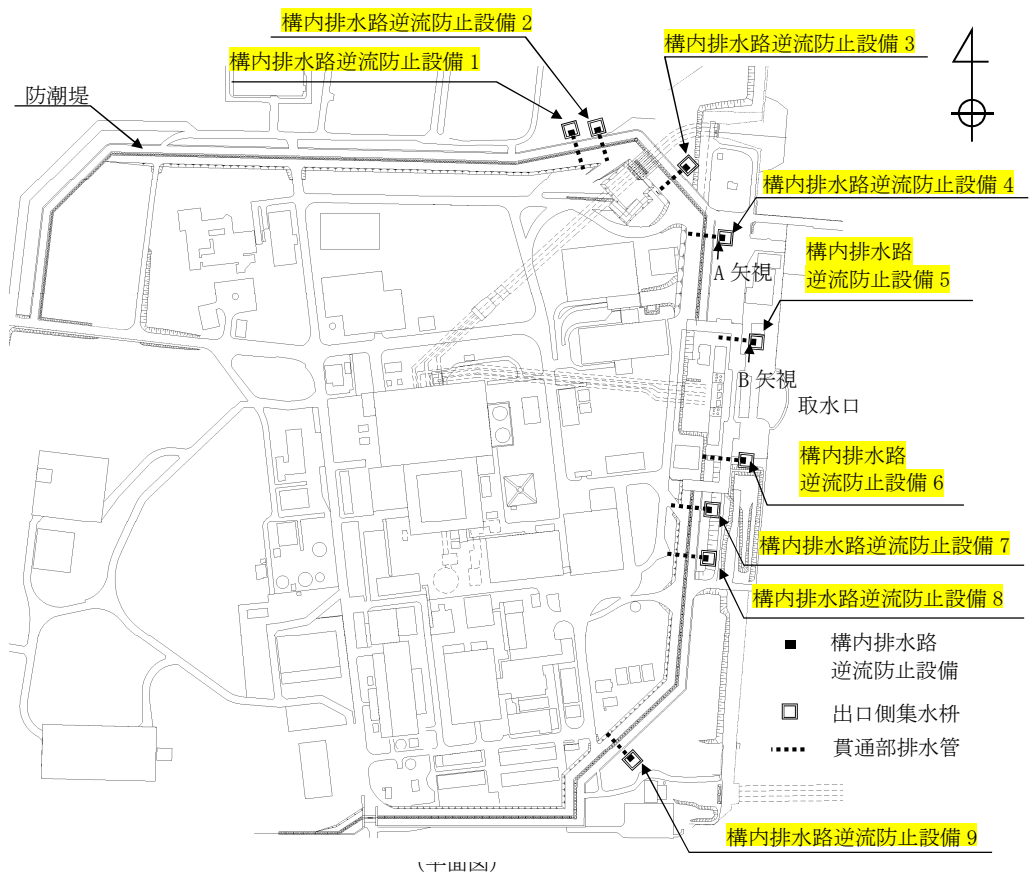 構内排水路逆流防止設備 2
構内排水路逆流防止設備 1
構内排水路逆流防止設備 3
防潮堤
構内排水路逆流防止設備 4
A 矢視
構内排水路
逆流防止設備 5
B 矢視
取水口
構内排水路
逆流防止設備 6
構内排水路逆流防止設備 7
構内排水路逆流防止設備 8
構内排水路
逆流防止設備
出口側集水枡
貫通部排水管
構内排水路逆流防止設備 9
(平面図)